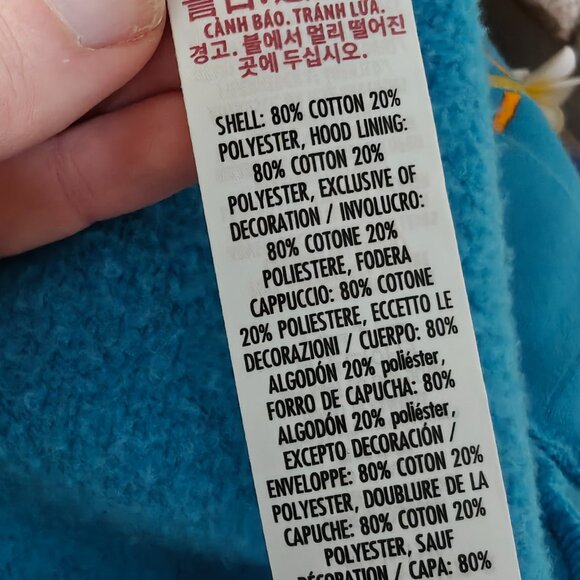 CẢNH BÁO. TRÁNH LỬA.
경고. 불에서 멀리 떨어진
곳에 두십시오.
SHELL: 80% COTTON 20%
POLYESTER, HOOD LINING:
80% COTTON 20%
POLYESTER, EXCLUSIVE OF
DECORATION / INVOLUCRO:
80% COTONE 20%
POLIESTERE, FODERA
CAPPUCCIO: 80% COTONE
20% POLIESTERE, ECCETTO LE
DECORAZIONI / CUERPO: 80%
ALGODÓN 20% poliéster,
FORRO DE CAPUCHA: 80%
ALGODÓN 20% poliéster,
EXCEPTO DECORACIÓN /
ENVELOPPE: 80% COTON 20%
POLYESTER, DOUBLURE DE LA
CAPUCHE: 80% COTON 20%
POLYESTER, SAUF
DÉCORATION / CAPA: 80%